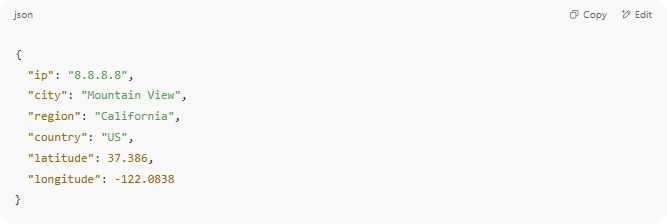 json
Copy
Edit
{
"ip": "8.8.8.8",
"city": "Mountain View",
"region": "California",
"country": "US",
"latitude": 37.386,
"longitude": -122.0838
}